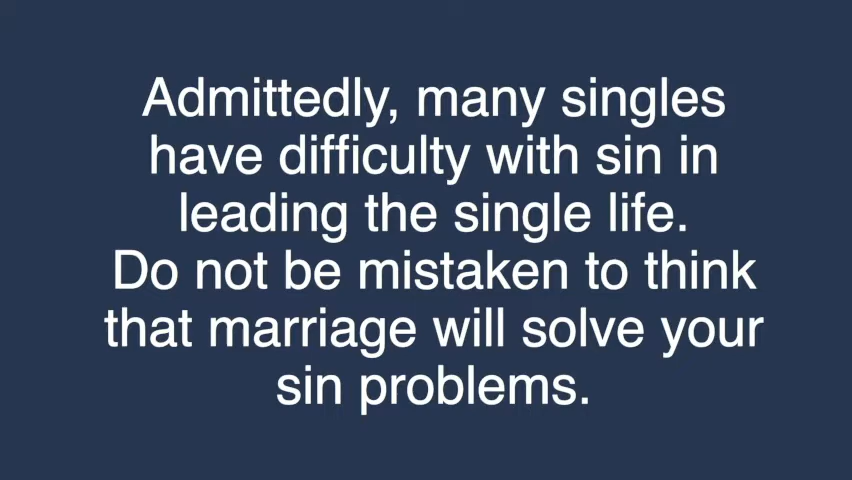 Admittedly, many singles
have difficulty with sin in
leading the single life.
Do not be mistaken to think
that marriage will solve your
sin problems.